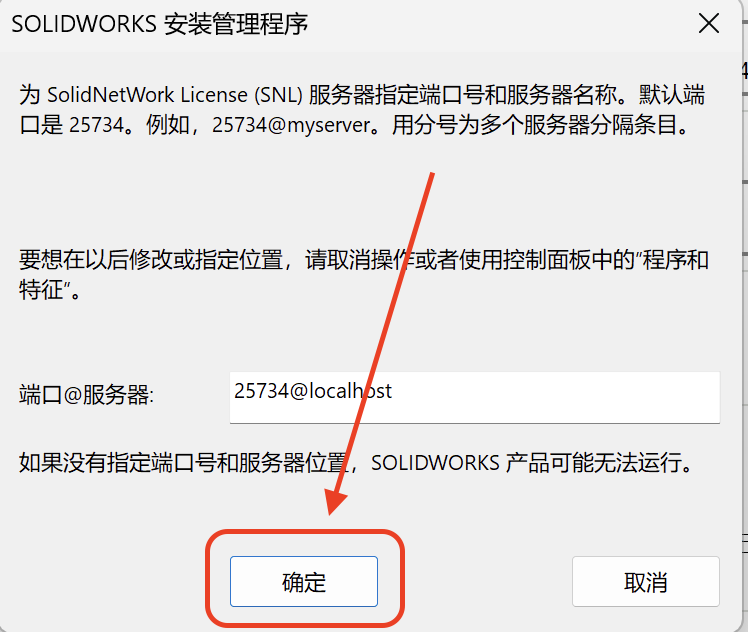 SOLIDWORKS 安装管理程序
为 SolidNetWork License (SNL) 服务器指定端口号和服务器名称。默认端
口是 25734。例如，25734@myserver。用分号为多个服务器分隔条目。
要想在以后修改或指定位置，请取消操作或者使用控制面板中的“程序和
特征”。
端口@服务器:
25734@localhost
如果没有指定端口号和服务器位置，SOLIDWORKS 产品可能无法运行。
确定
取消